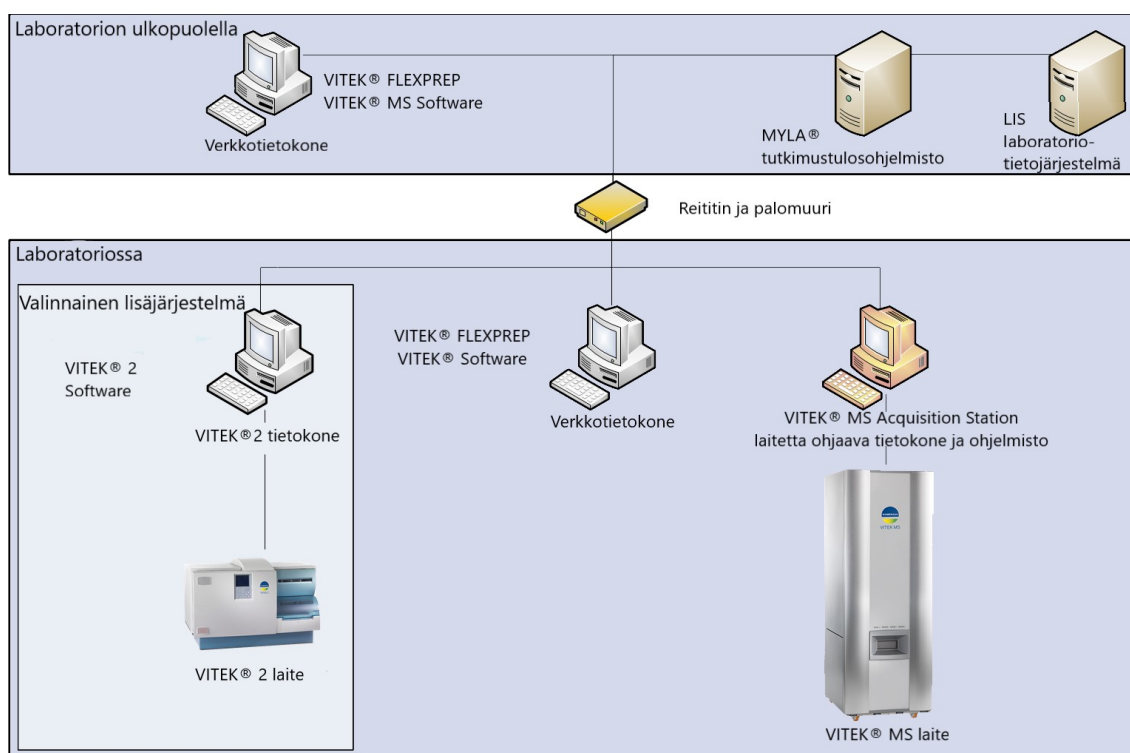 Laboratorion ulkopuolella
VITEK® FLEXPREP
VITEK® MS Software
Verkkotietokone
MYLA®
tutkimustulosohjelmisto
LIS
laboratorio-
tietojärjestelmä
Reititin ja palomuuri
Laboratoriossa
Valinnainen lisäjärjestelmä
VITEK® 2
Software
VITEK®2 tietokone
VITEK® 2 laite
VITEK® FLEXPREP
VITEK® Software
Verkkotietokone
VITEK® MS Acquisition Station
laitetta ohjaava tietokone ja ohjelmisto
VITEK MS
VITEK® MS laite